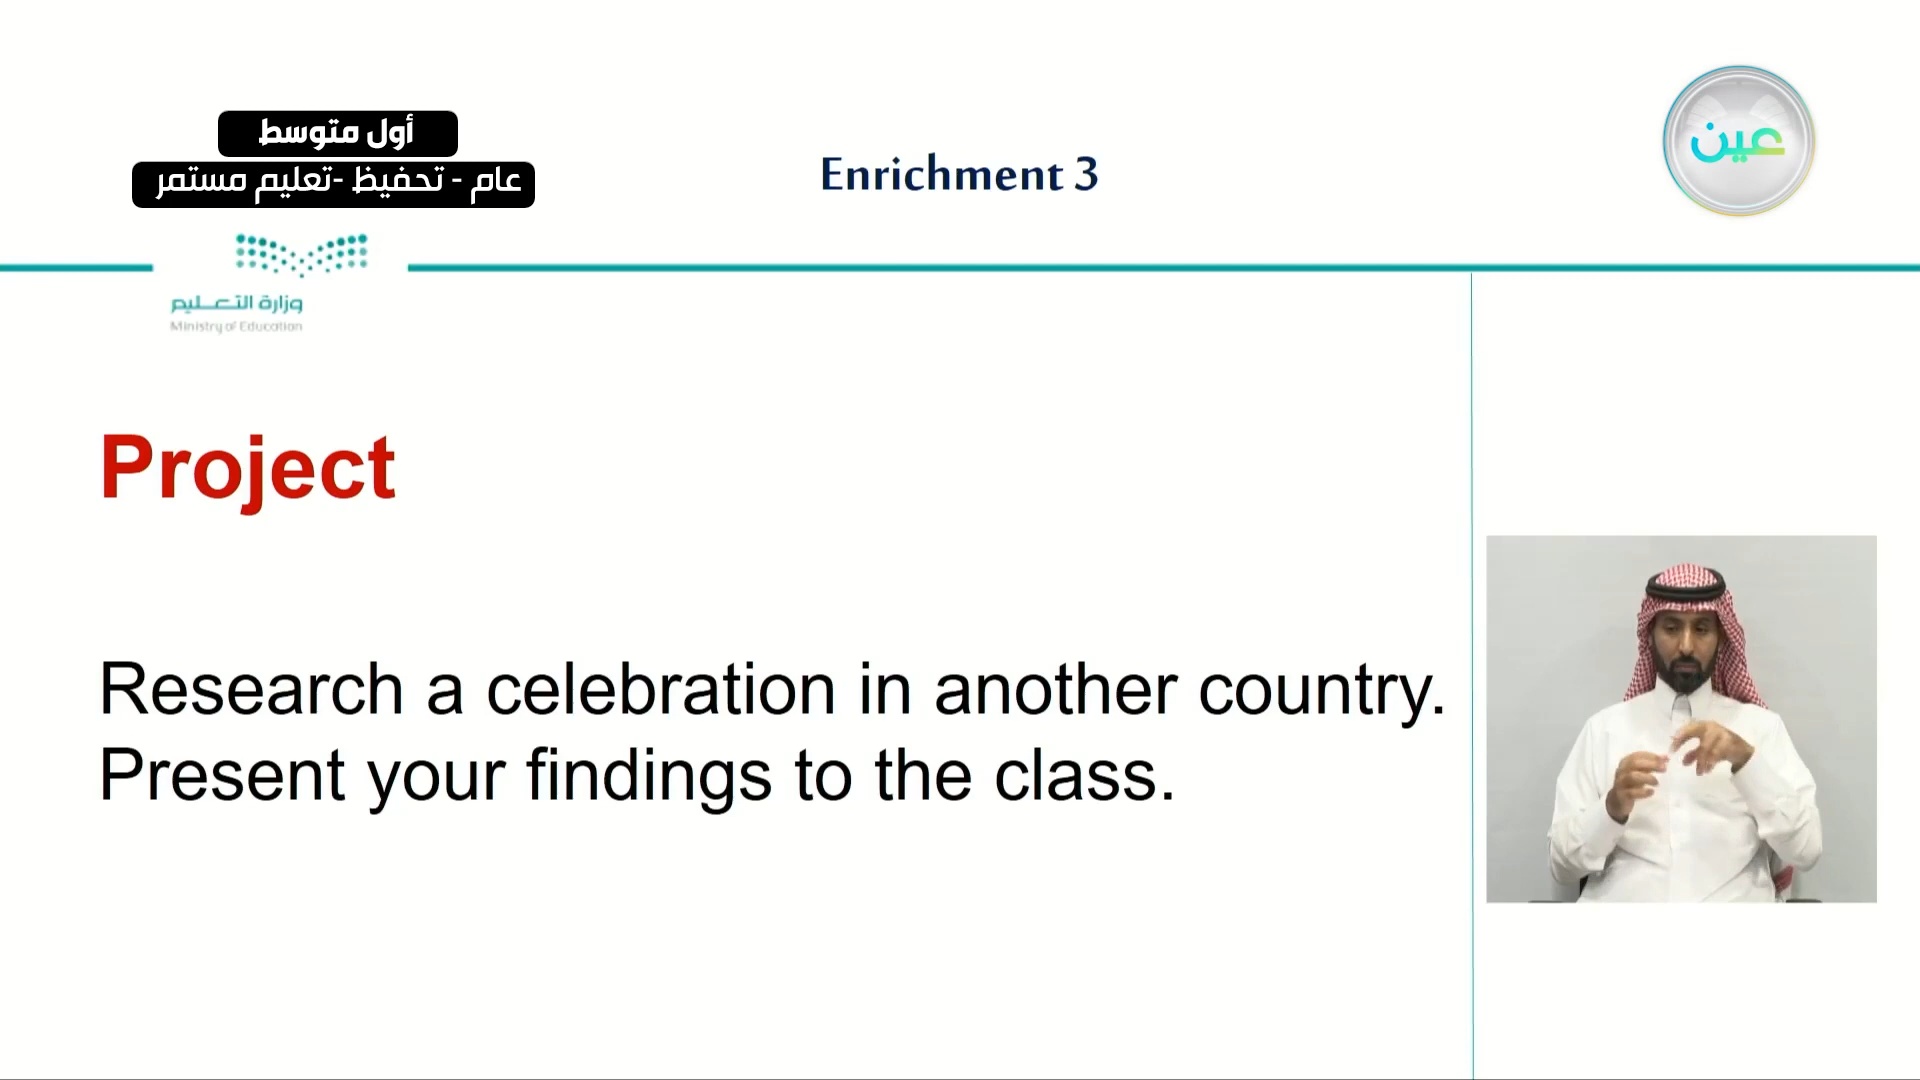 أول متوسط
عام - تحفيظ -تعليم مستمر
Enrichment 3
عين
وزارة التعـــليم
Ministry of Education
Project
Research a celebration in another country.
Present your findings to the class.